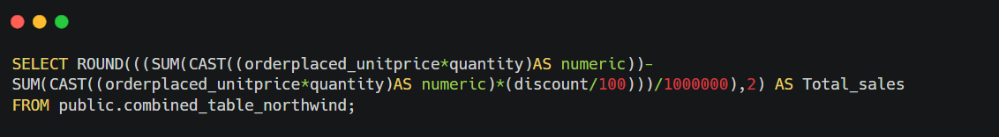 SELECT ROUND(((SUM(CAST((orderplaced_unitprice*quantity)AS numeric))-
SUM(CAST((orderplaced_unitprice*quantity)AS numeric)*(discount/100)))/1000000),2) AS Total_sales
FROM public.combined_table_northwind;